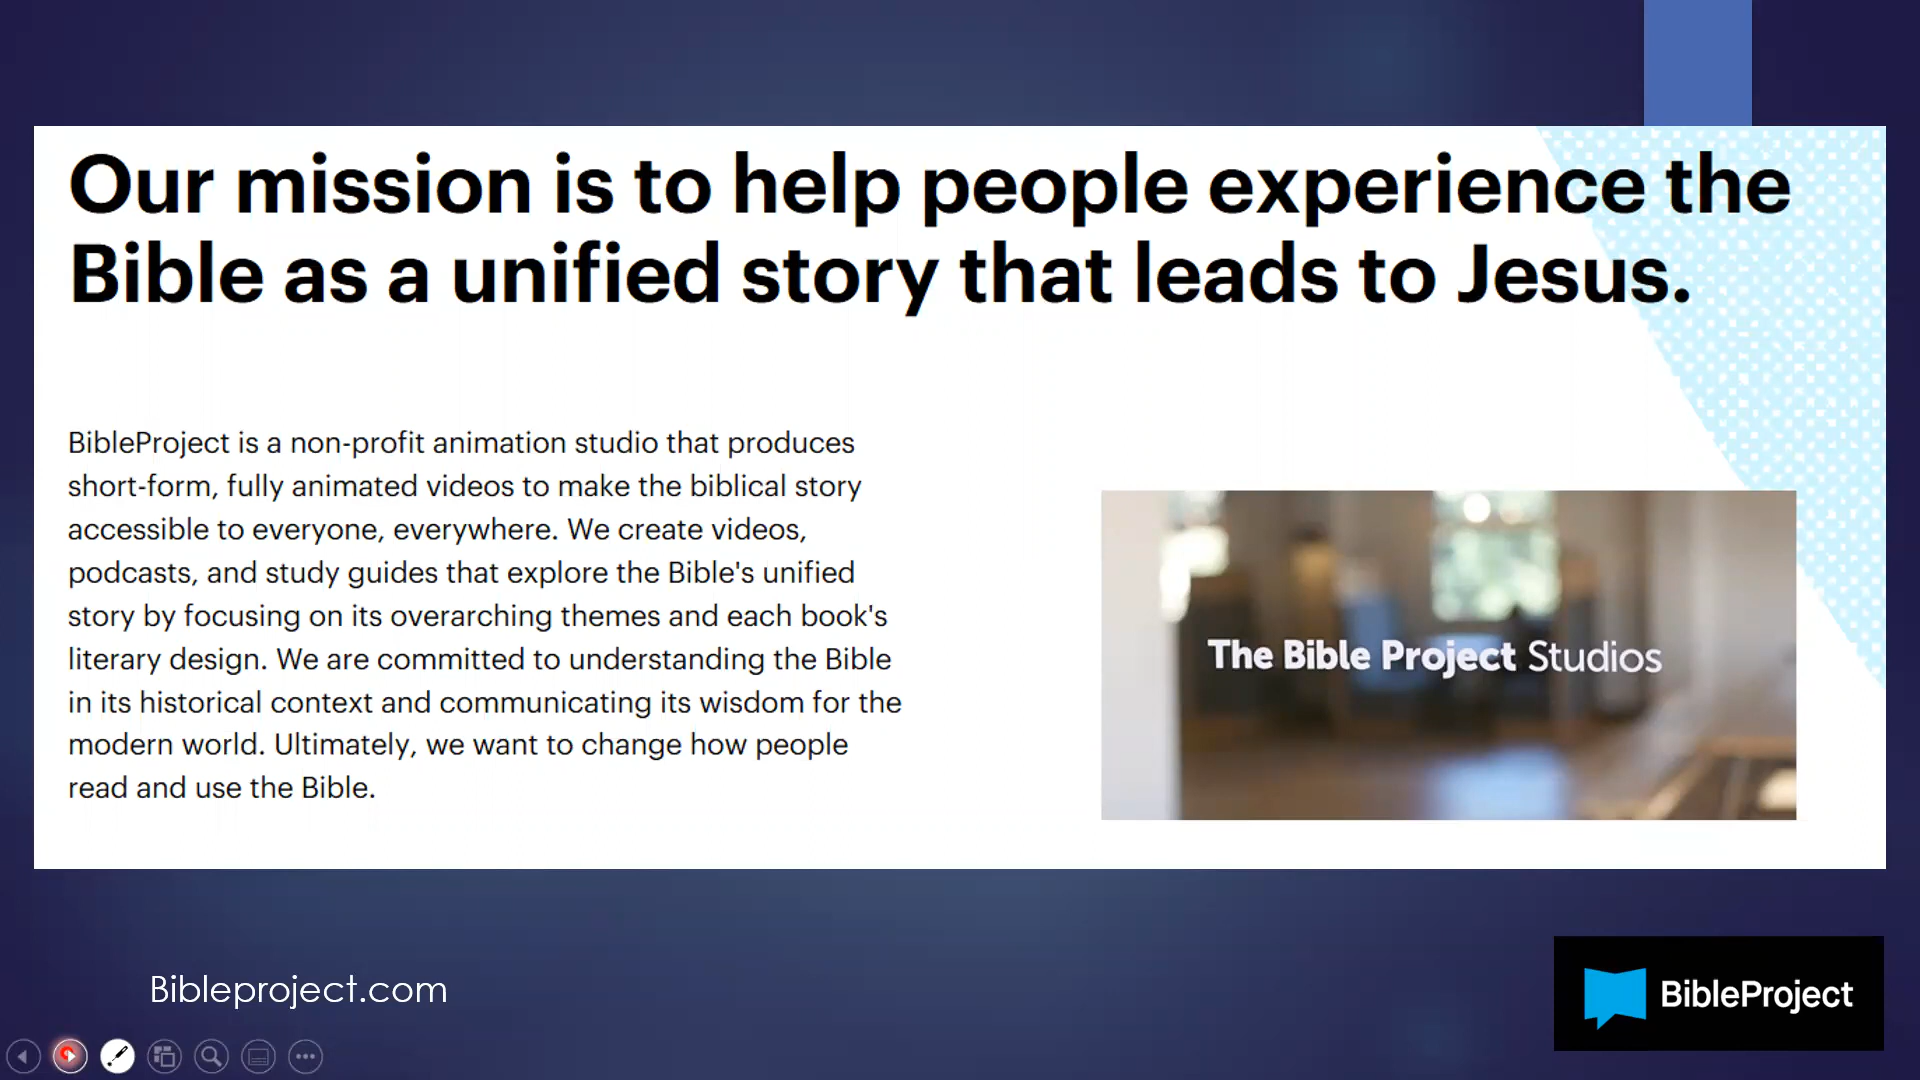 Our mission is to help people experience the
Bible as a unified story that leads to Jesus.
BibleProject is a non-profit animation studio that produces
short-form, fully animated videos to make the biblical story
accessible to everyone, everywhere. We create videos,
podcasts, and study guides that explore the Bible's unified
story by focusing on its overarching themes and each book's
literary design. We are committed to understanding the Bible
in its historical context and communicating its wisdom for the
modern world. Ultimately, we want to change how people
read and use the Bible.
The Bible Project Studios
Bibleproject.com
BibleProject